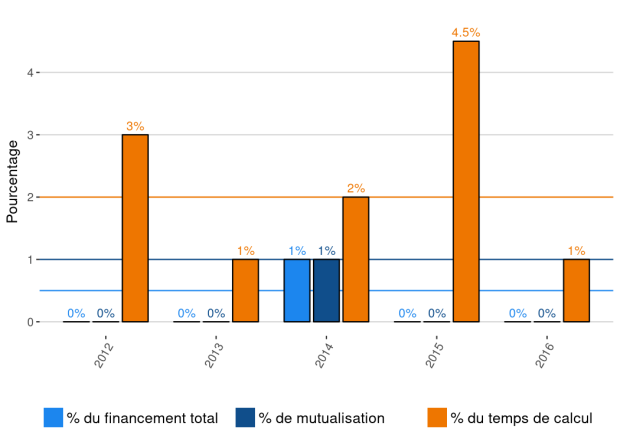 4.5%
4
3%
3
2%
2
1% 1% 1% 1%
1
0% 0% 0% 0% 0% 0% 0% 0%
0
Pourcentage
2012 2013 2014 2015 2016
% du financement total % de mutualisation % du temps de calcul